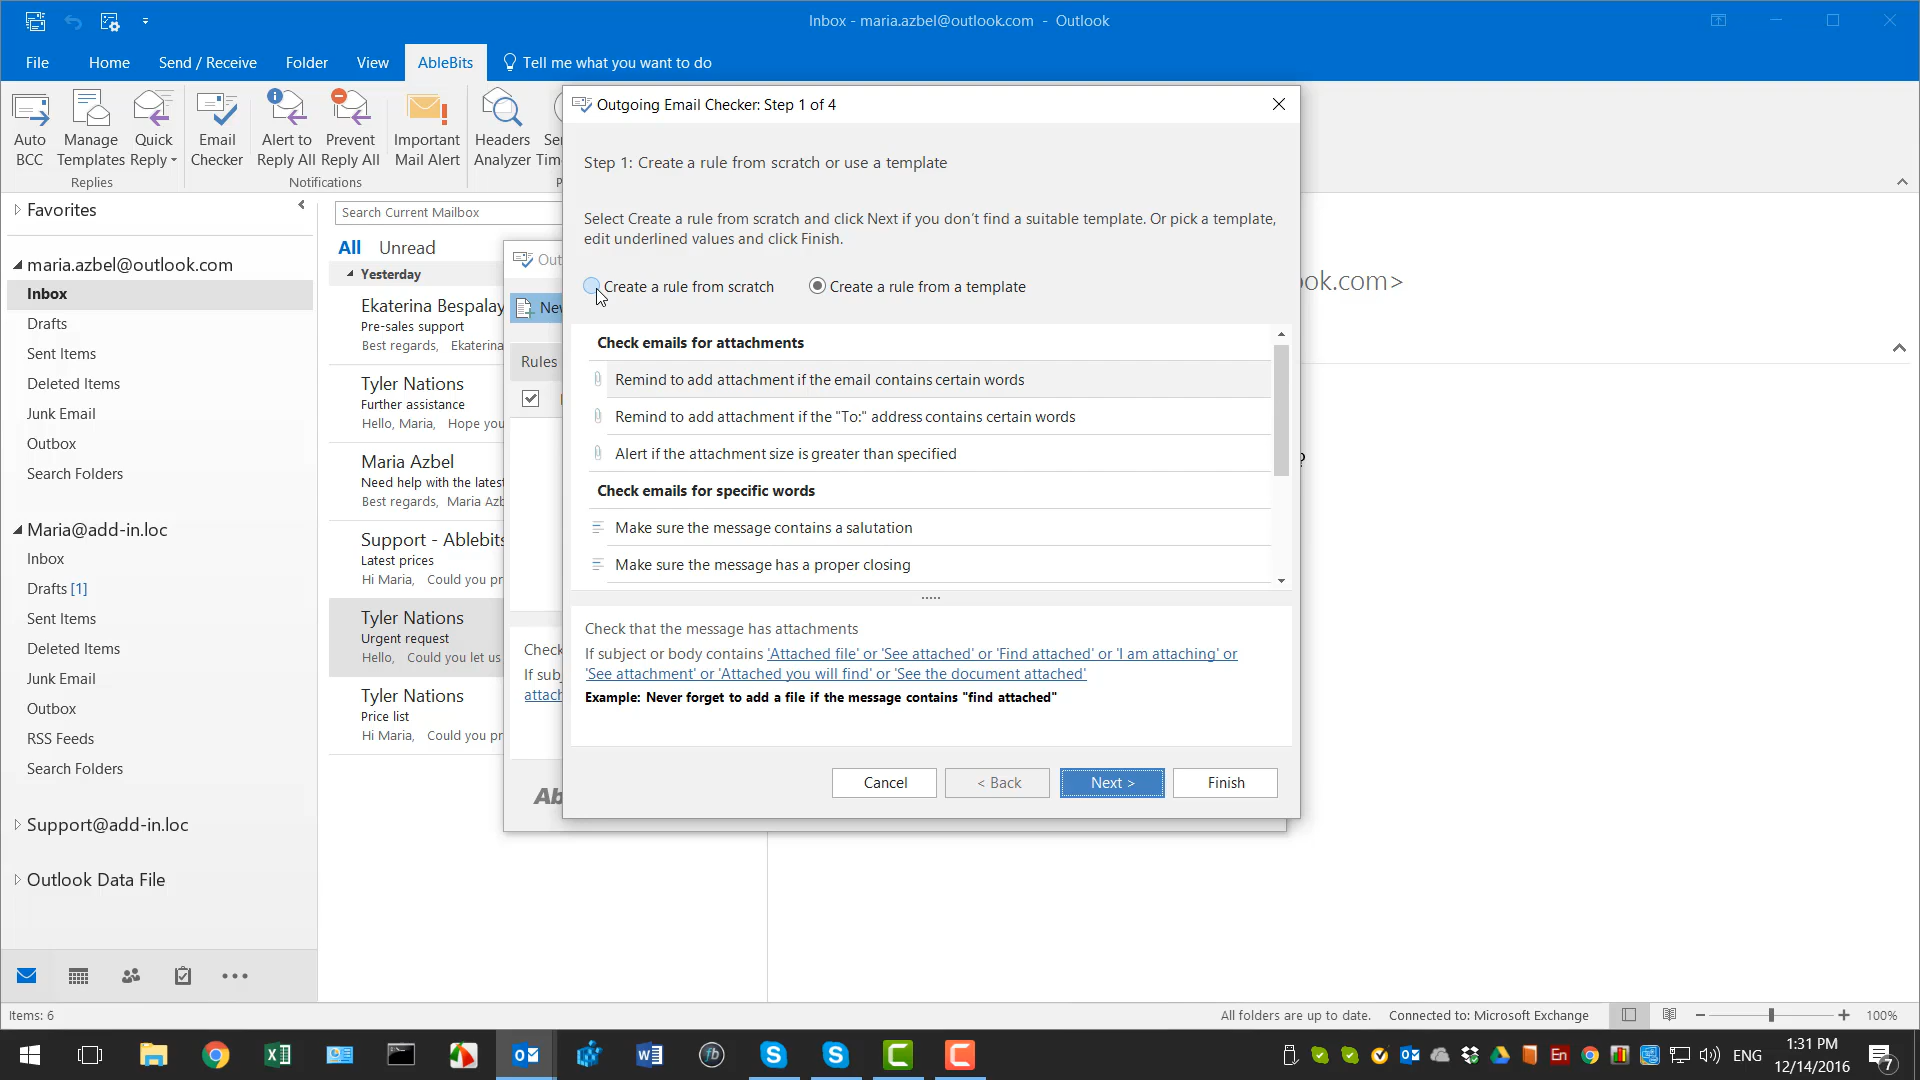 Inbox - maria.azbel@outlook.com - Outlook
File Home Send / Receive Folder View AbleBits Tell me what you want to do
Auto BCC
Manage Templates
Quick Reply
Email Checker
Alert to Reply All
Prevent Reply All
Important Mail Alert
Headers Analyzer
Replies
Notifications
Favorites
maria.azbel@outlook.com
Inbox
Drafts
Sent Items
Deleted Items
Junk Email
Outbox
Search Folders
Maria@add-in.loc
Inbox
Drafts [1]
Sent Items
Deleted Items
Junk Email
Outbox
RSS Feeds
Search Folders
Support@add-in.loc
Outlook Data File
Search Current Mailbox
All Unread
Yesterday
Ekaterina Bespalay
Pre-sales support
Best regards, Ekaterina
Tyler Nations
Further assistance
Hello, Maria, Hope you
Maria Azbel
Need help with the latest
Best regards, Maria Azb
Support - Ablebits
Latest prices
Hi Maria, Could you pr
Tyler Nations
Urgent request
Hello, Could you let us
Tyler Nations
Price list
Hi Maria, Could you pr
Out
New
Rules
Check
If subj
attach
Ab
Outgoing Email Checker: Step 1 of 4
Step 1: Create a rule from scratch or use a template
Select Create a rule from scratch and click Next if you don't find a suitable template. Or pick a template,
edit underlined values and click Finish.
Create a rule from scratch Create a rule from a template
Check emails for attachments
Remind to add attachment if the email contains certain words
Remind to add attachment if the "To:" address contains certain words
Alert if the attachment size is greater than specified
Check emails for specific words
Make sure the message contains a salutation
Make sure the message has a proper closing
Check that the message has attachments
If subject or body contains 'Attached file' or 'See attached' or 'Find attached' or 'I am attaching' or
'See attachment' or 'Attached you will find' or 'See the document attached'
Example: Never forget to add a file if the message contains "find attached"
Cancel < Back Next > Finish
ook.com>
?
Items: 6
All folders are up to date. Connected to: Microsoft Exchange 100%
ENG
1:31 PM
12/14/2016
7